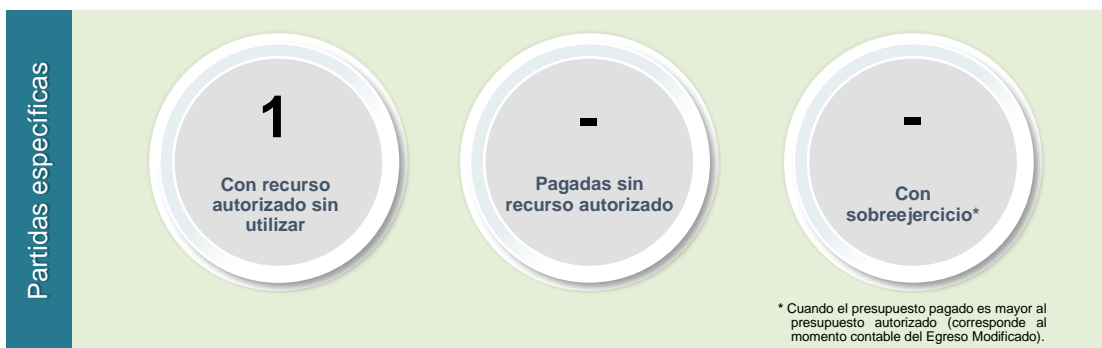 Partidas específicas
1
Con recurso
autorizado sin
utilizar
-
Pagadas sin
recurso autorizado
-
Con
sobreejercicio*
* Cuando el presupuesto pagado es mayor al
presupuesto autorizado (corresponde al
momento contable del Egreso Modificado).